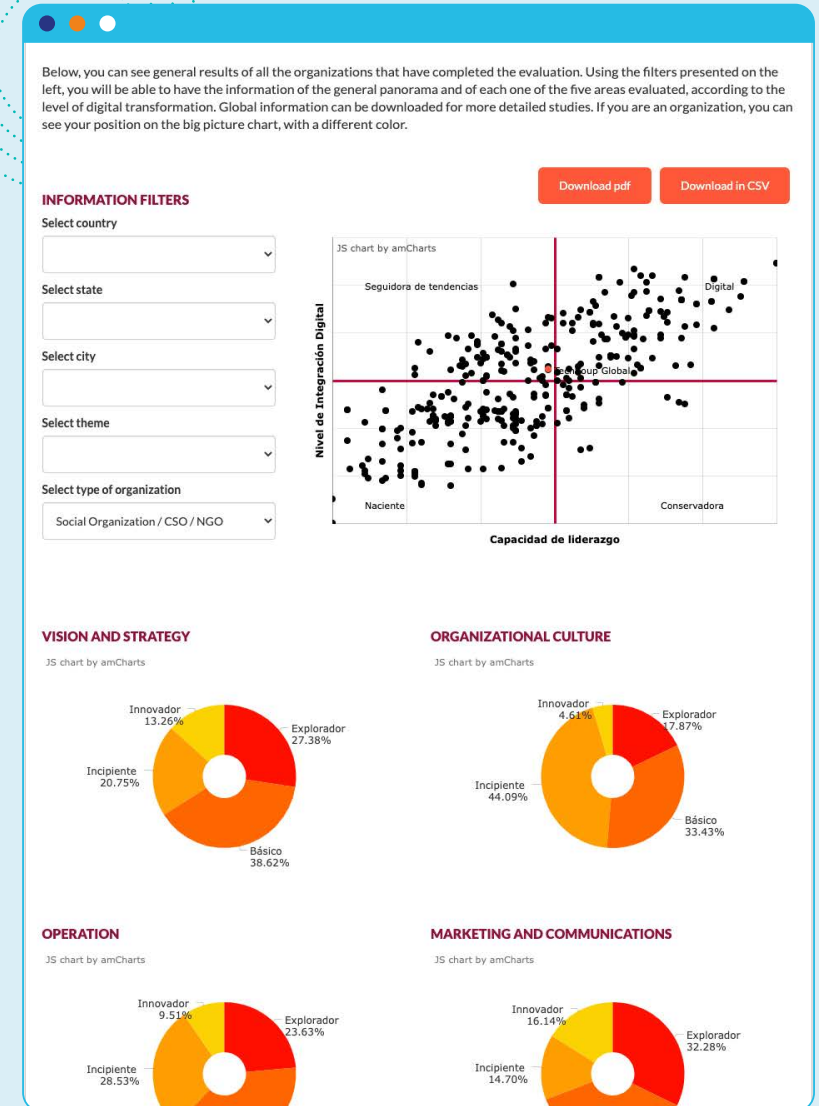 Below, you can see general results of all the organizations that have completed the evaluation. Using the filters presented on the
left, you will be able to have the information of the general panorama and of each one of the five areas evaluated, according to the
level of digital transformation. Global information can be downloaded for more detailed studies. If you are an organization, you can
see your position on the big picture chart, with a different color.
Download pdf
Download in CSV
INFORMATION FILTERS
Select country
Select state
Select city
Select theme
Select type of organization
Social Organization / CSO / NGO
JS chart by amCharts
Seguidora de tendencias
Digital
Nivel de Integración Digital
Global
Naciente
Conservadora
Capacidad de liderazgo
VISION AND STRATEGY
JS chart by amCharts
Innovador
13.26%
Explorador
27.38%
Incipiente
20.75%
Básico
38.62%
ORGANIZATIONAL CULTURE
JS chart by amCharts
Innovador
4.61%
Explorador
17.87%
Incipiente
44.09%
Básico
33.43%
OPERATION
JS chart by amCharts
Innovador
9.51%
Explorador
23.63%
Incipiente
28.53%
MARKETING AND COMMUNICATIONS
JS chart by amCharts
Innovador
16.14%
Explorador
32.28%
Incipiente
14.70%